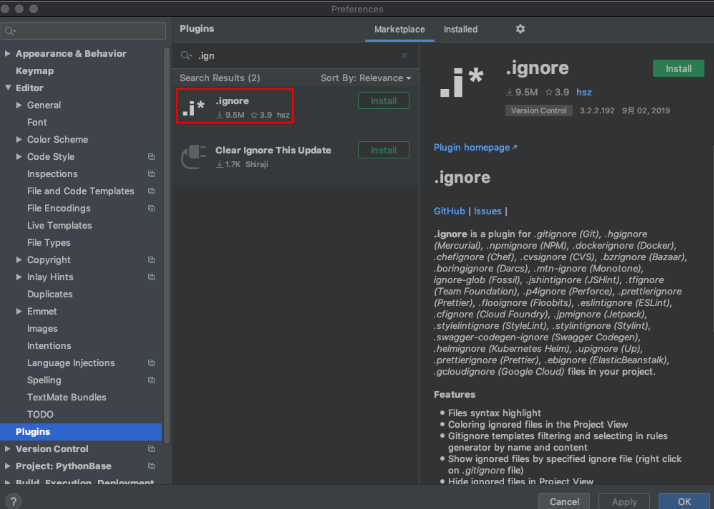 Preferences
Plugins
Marketplace
Installed
Appearance & Behavior
Keymap
Editor
General
Font
Color Scheme
Code Style
Inspections
File and Code Templates
File Encodings
Live Templates
File Types
Copyright
Inlay Hints
Duplicates
Emmet
Images
Intentions
Language Injections
Spelling
TextMate Bundles
TODO
Plugins
Version Control
Project: PythonBase
Build, Execution, Deployment
?
.ign
Search Results (2)
Sort By: Relevance
.i*
.ignore
9.5M 3.9 hsz
Install
Clear Ignore This Update
1.7K Shiraji
Install
.i*
.ignore
Install
9.5M 3.9 hsz
Version Control 3.2.2.192 9月 02, 2019
Plugin homepage
.ignore
GitHub | Issues |
.ignore is a plugin for .gitignore (Git), .hgignore
(Mercurial), .npmignore (NPM), .dockerignore (Docker),
.chefignore (Chef), .cvsignore (CVS), .bzrignore (Bazaar),
.boringignore (Darcs), .mtn-ignore (Monotone),
ignore-glob (Fossil), .jshintignore (JSHint), .tfignore
(Team Foundation), .p4ignore (Perforce), .prettierignore
(Prettier), .flooignore (Floobits), .eslintignore (ESLint),
.cfignore (Cloud Foundry), .jpmignore (Jetpack),
.stylelintignore (StyleLint), .stylintignore (Stylint),
.swagger-codegen-ignore (Swagger Codegen),
.helmignore (Kubernetes Helm), .upignore (Up),
.prettierignore (Prettier), .ebignore (ElasticBeanstalk),
.gcloudignore (Google Cloud) files in your project.
Features
• Files syntax highlight
• Coloring ignored files in the Project View
• Gitignore templates filtering and selecting in rules
generator by name and content
• Show ignored files by specified ignore file (right click
on .gitignore file)
• Hide ignored files in Project View
Cancel
Apply
OK